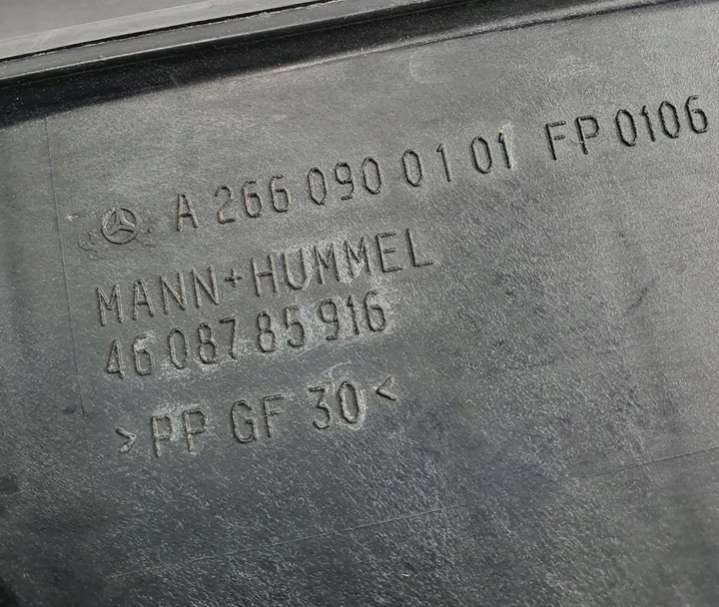 A 266 090 01 01 FP 0106
MANN+HUMMEL
46 087 85 916
>PP GF 30<